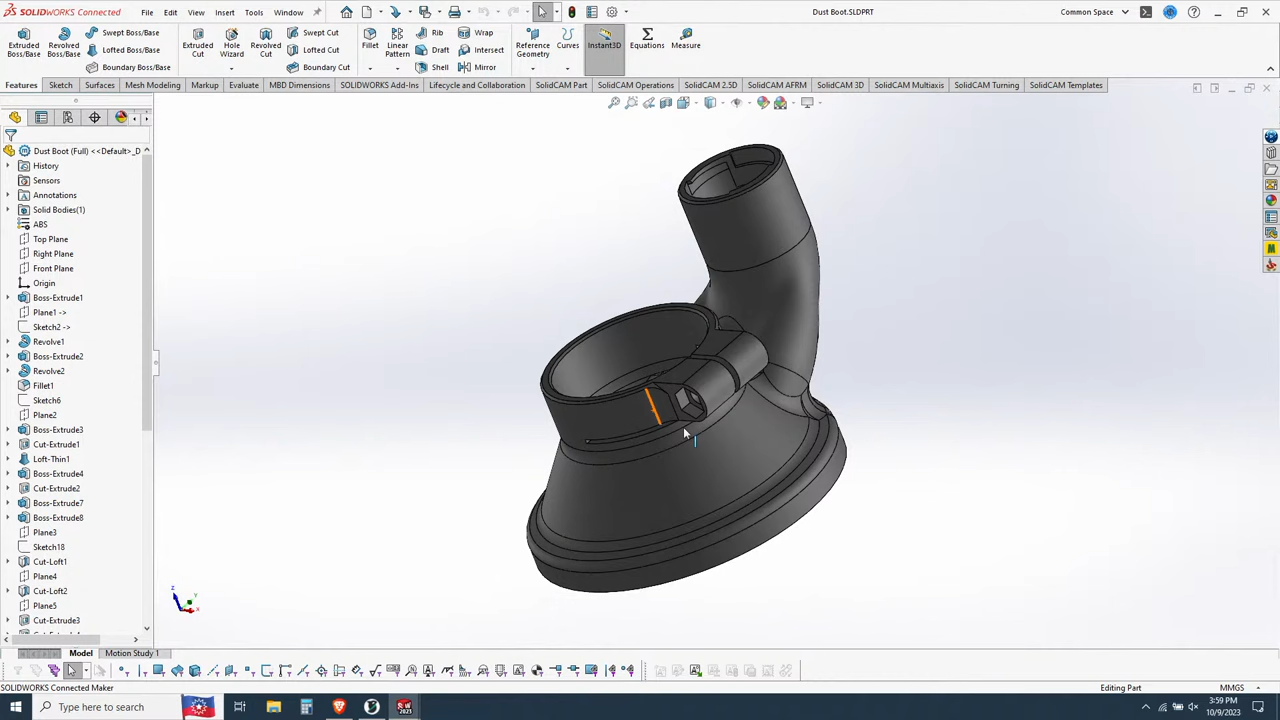 SOLIDWORKS Connected
File
Edit
View
Insert
Tools
Window
Dust Boot.SLDPRT
Common Space
Extruded Boss/Base
Revolved Boss/Base
Swept Boss/Base
Lofted Boss/Base
Boundary Boss/Base
Extruded Cut
Hole Wizard
Revolved Cut
Swept Cut
Lofted Cut
Boundary Cut
Fillet
Linear Pattern
Rib
Draft
Shell
Wrap
Intersect
Mirror
Reference Geometry
Curves
Instant3D
Equations
Measure
Features
Sketch
Surfaces
Mesh Modeling
Markup
Evaluate
MBD Dimensions
SOLIDWORKS Add-Ins
Lifecycle and Collaboration
SolidCAM Part
SolidCAM Operations
SolidCAM 2.5D
SolidCAM AFRM
SolidCAM 3D
SolidCAM Multiaxis
SolidCAM Turning
SolidCAM Templates
Dust Boot (Full) <<Default>_D
History
Sensors
Annotations
Solid Bodies(1)
ABS
Top Plane
Right Plane
Front Plane
Origin
Boss-Extrude1
Plane1 ->
Sketch2 ->
Revolve1
Boss-Extrude2
Revolve2
Fillet1
Sketch6
Plane2
Boss-Extrude3
Cut-Extrude1
Loft-Thin1
Boss-Extrude4
Cut-Extrude2
Boss-Extrude7
Boss-Extrude8
Plane3
Sketch18
Cut-Loft1
Plane4
Cut-Loft2
Plane5
Cut-Extrude3
Z
Y
X
Model
Motion Study 1
SOLIDWORKS Connected Maker
Editing Part
MMGS
Type here to search
3:59 PM
10/9/2023